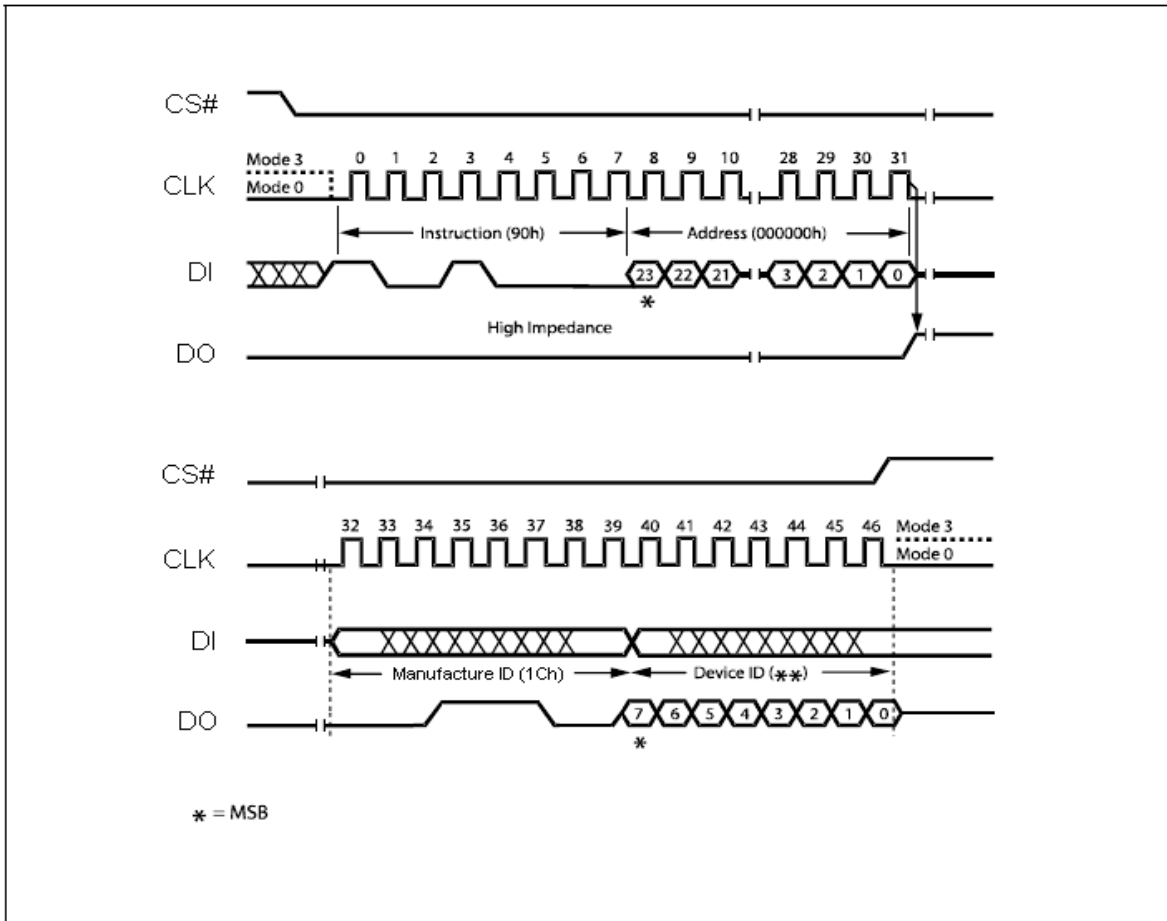 CS#
Mode 3
0 1 2 3 4 5 6 7 8 9 10 28 29 30 31
CLK
Mode 0
Instruction (90h) Address (000000h)
DI
23 22 21 3 2 1 0
*
High Impedance
DO
CS#
32 33 34 35 36 37 38 39 40 41 42 43 44 45 46 Mode 3
CLK
Mode 0
DI
Manufacture ID (1Ch) Device ID (**)
DO
7 6 5 4 3 2 1 0
*
* = MSB